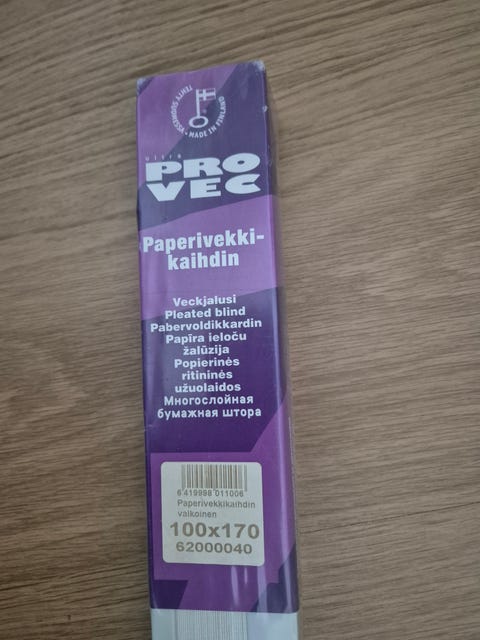 TEHTY SUOMESSA • MADE IN FINLAND
ultra
PRO
VEC
Paperivekki-
kaihdin
Veckjalusi
Pleated blind
Pabervoldikkardin
Papīra ieloču
žalūzija
Popierinės
ritininės
užuolaidos
Многослойная
бумажная штора
6 419998 011006
Paperivekkikaihdin
valkoinen
100x170
62000040